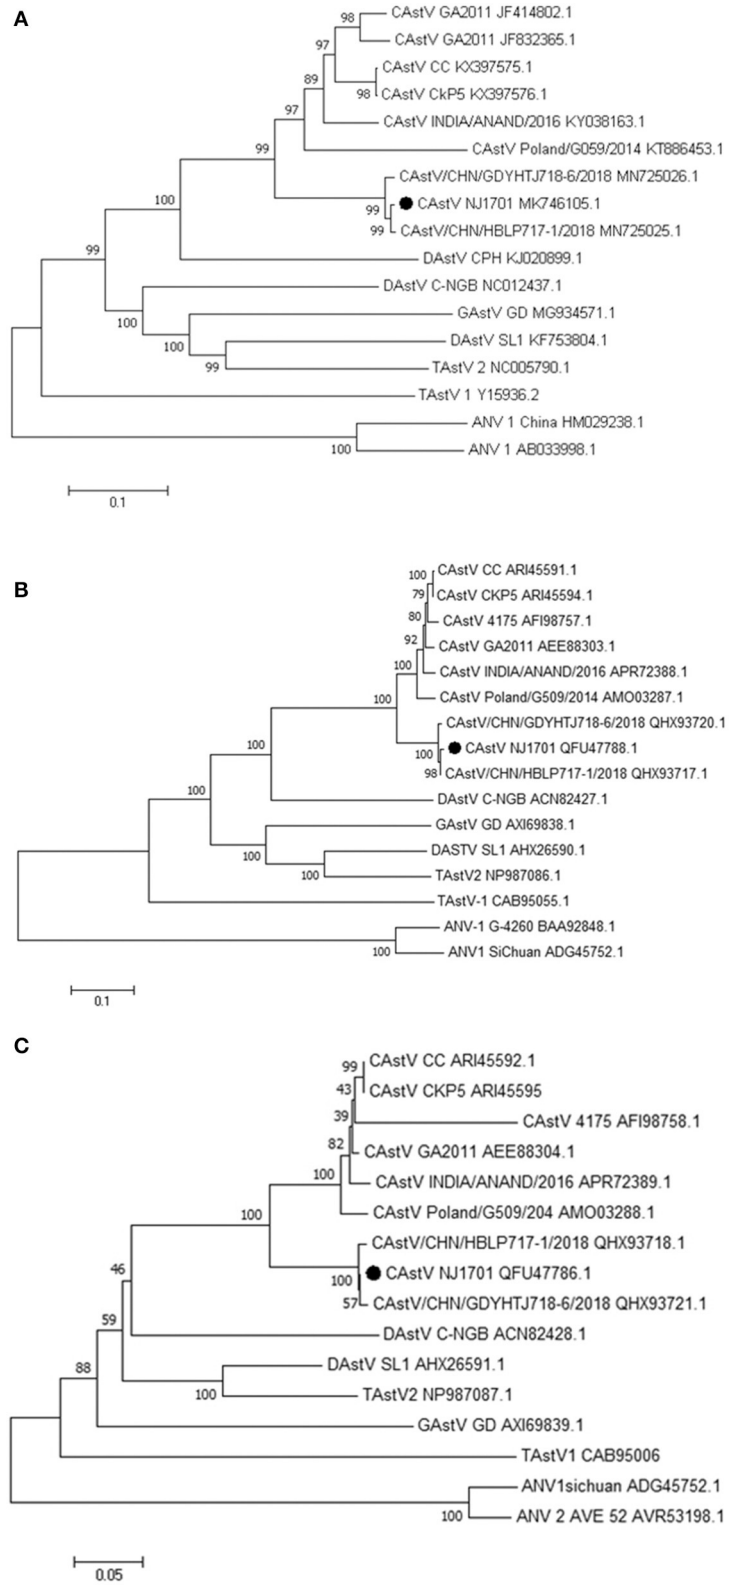 A
98
CAstV GA2011 JF414802.1
97
CAstV GA2011 JF832365.1
CAstV CC KX397575.1
89
98
CAstV CkP5 KX397576.1
97
CAstV INDIA/ANAND/2016 KY038163.1
99
CAstV Poland/G059/2014 KT886453.1
CAstV/CHN/GDYHTJ718-6/2018 MN725026.1
100
99
CAstV NJ1701 MK746105.1
99
CAstV/CHN/HBLP717-1/2018 MN725025.1
99
DAstV CPH KJ020899.1
DAstV C-NGB NC012437.1
100
GAstV GD MG934571.1
100
DAstV SL1 KF753804.1
99
TAstV 2 NC005790.1
TAstV 1 Y15936.2
ANV 1 China HM029238.1
100
ANV 1 AB033998.1
0.1
B
100
CAstV CC ARI45591.1
79
CAstV CKP5 ARI45594.1
80
CAstV 4175 AFI98757.1
92
CAstV GA2011 AEE88303.1
100
CAstV INDIA/ANAND/2016 APR72388.1
100
CAstV Poland/G509/2014 AMO03287.1
CAstV/CHN/GDYHTJ718-6/2018 QHX93720.1
100
100
CAstV NJ1701 QFU47788.1
98
CAstV/CHN/HBLP717-1/2018 QHX93717.1
100
DAstV C-NGB ACN82427.1
GAstV GD AXI69838.1
100
DASTV SL1 AHX26590.1
100
TAstV2 NP987086.1
TAstV-1 CAB95055.1
ANV-1 G-4260 BAA92848.1
100
ANV1 SiChuan ADG45752.1
0.1
C
99
CAstV CC ARI45592.1
43
CAstV CKP5 ARI45595
39
CAstV 4175 AFI98758.1
82
CAstV GA2011 AEE88304.1
100
CAstV INDIA/ANAND/2016 APR72389.1
100
CAstV Poland/G509/204 AMO03288.1
CAstV/CHN/HBLP717-1/2018 QHX93718.1
46
100
CAstV NJ1701 QFU47786.1
57
CAstV/CHN/GDYHTJ718-6/2018 QHX93721.1
59
DAstV C-NGB ACN82428.1
88
DAstV SL1 AHX26591.1
100
TAstV2 NP987087.1
GAstV GD AXI69839.1
TAstV1 CAB95006
ANV1sichuan ADG45752.1
100
ANV 2 AVE 52 AVR53198.1
0.05